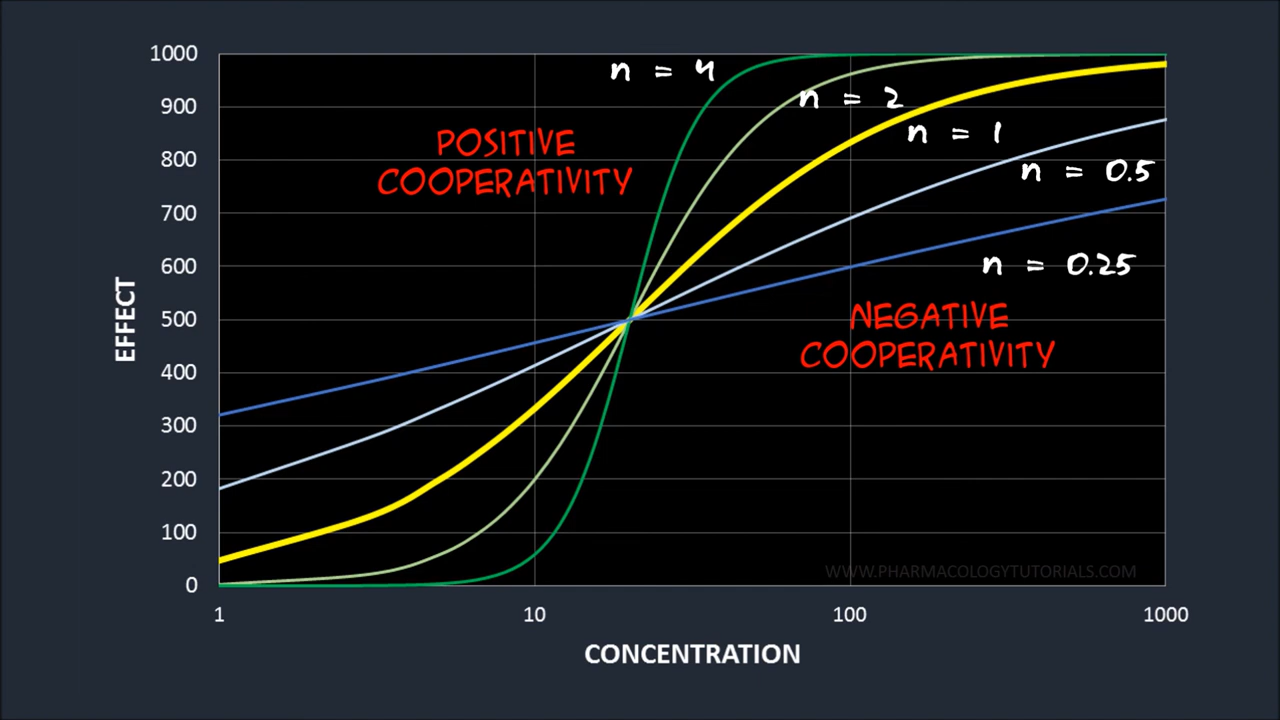 1000
n = 4
n = 2
900
n = 1
POSITIVE
COOPERATIVITY
800
n = 0.5
700
600
n = 0.25
EFFECT
500
NEGATIVE
COOPERATIVITY
400
300
200
100
WWW.PHARMACOLOGYTUTORIALS.COM
0
1 10 100 1000
CONCENTRATION